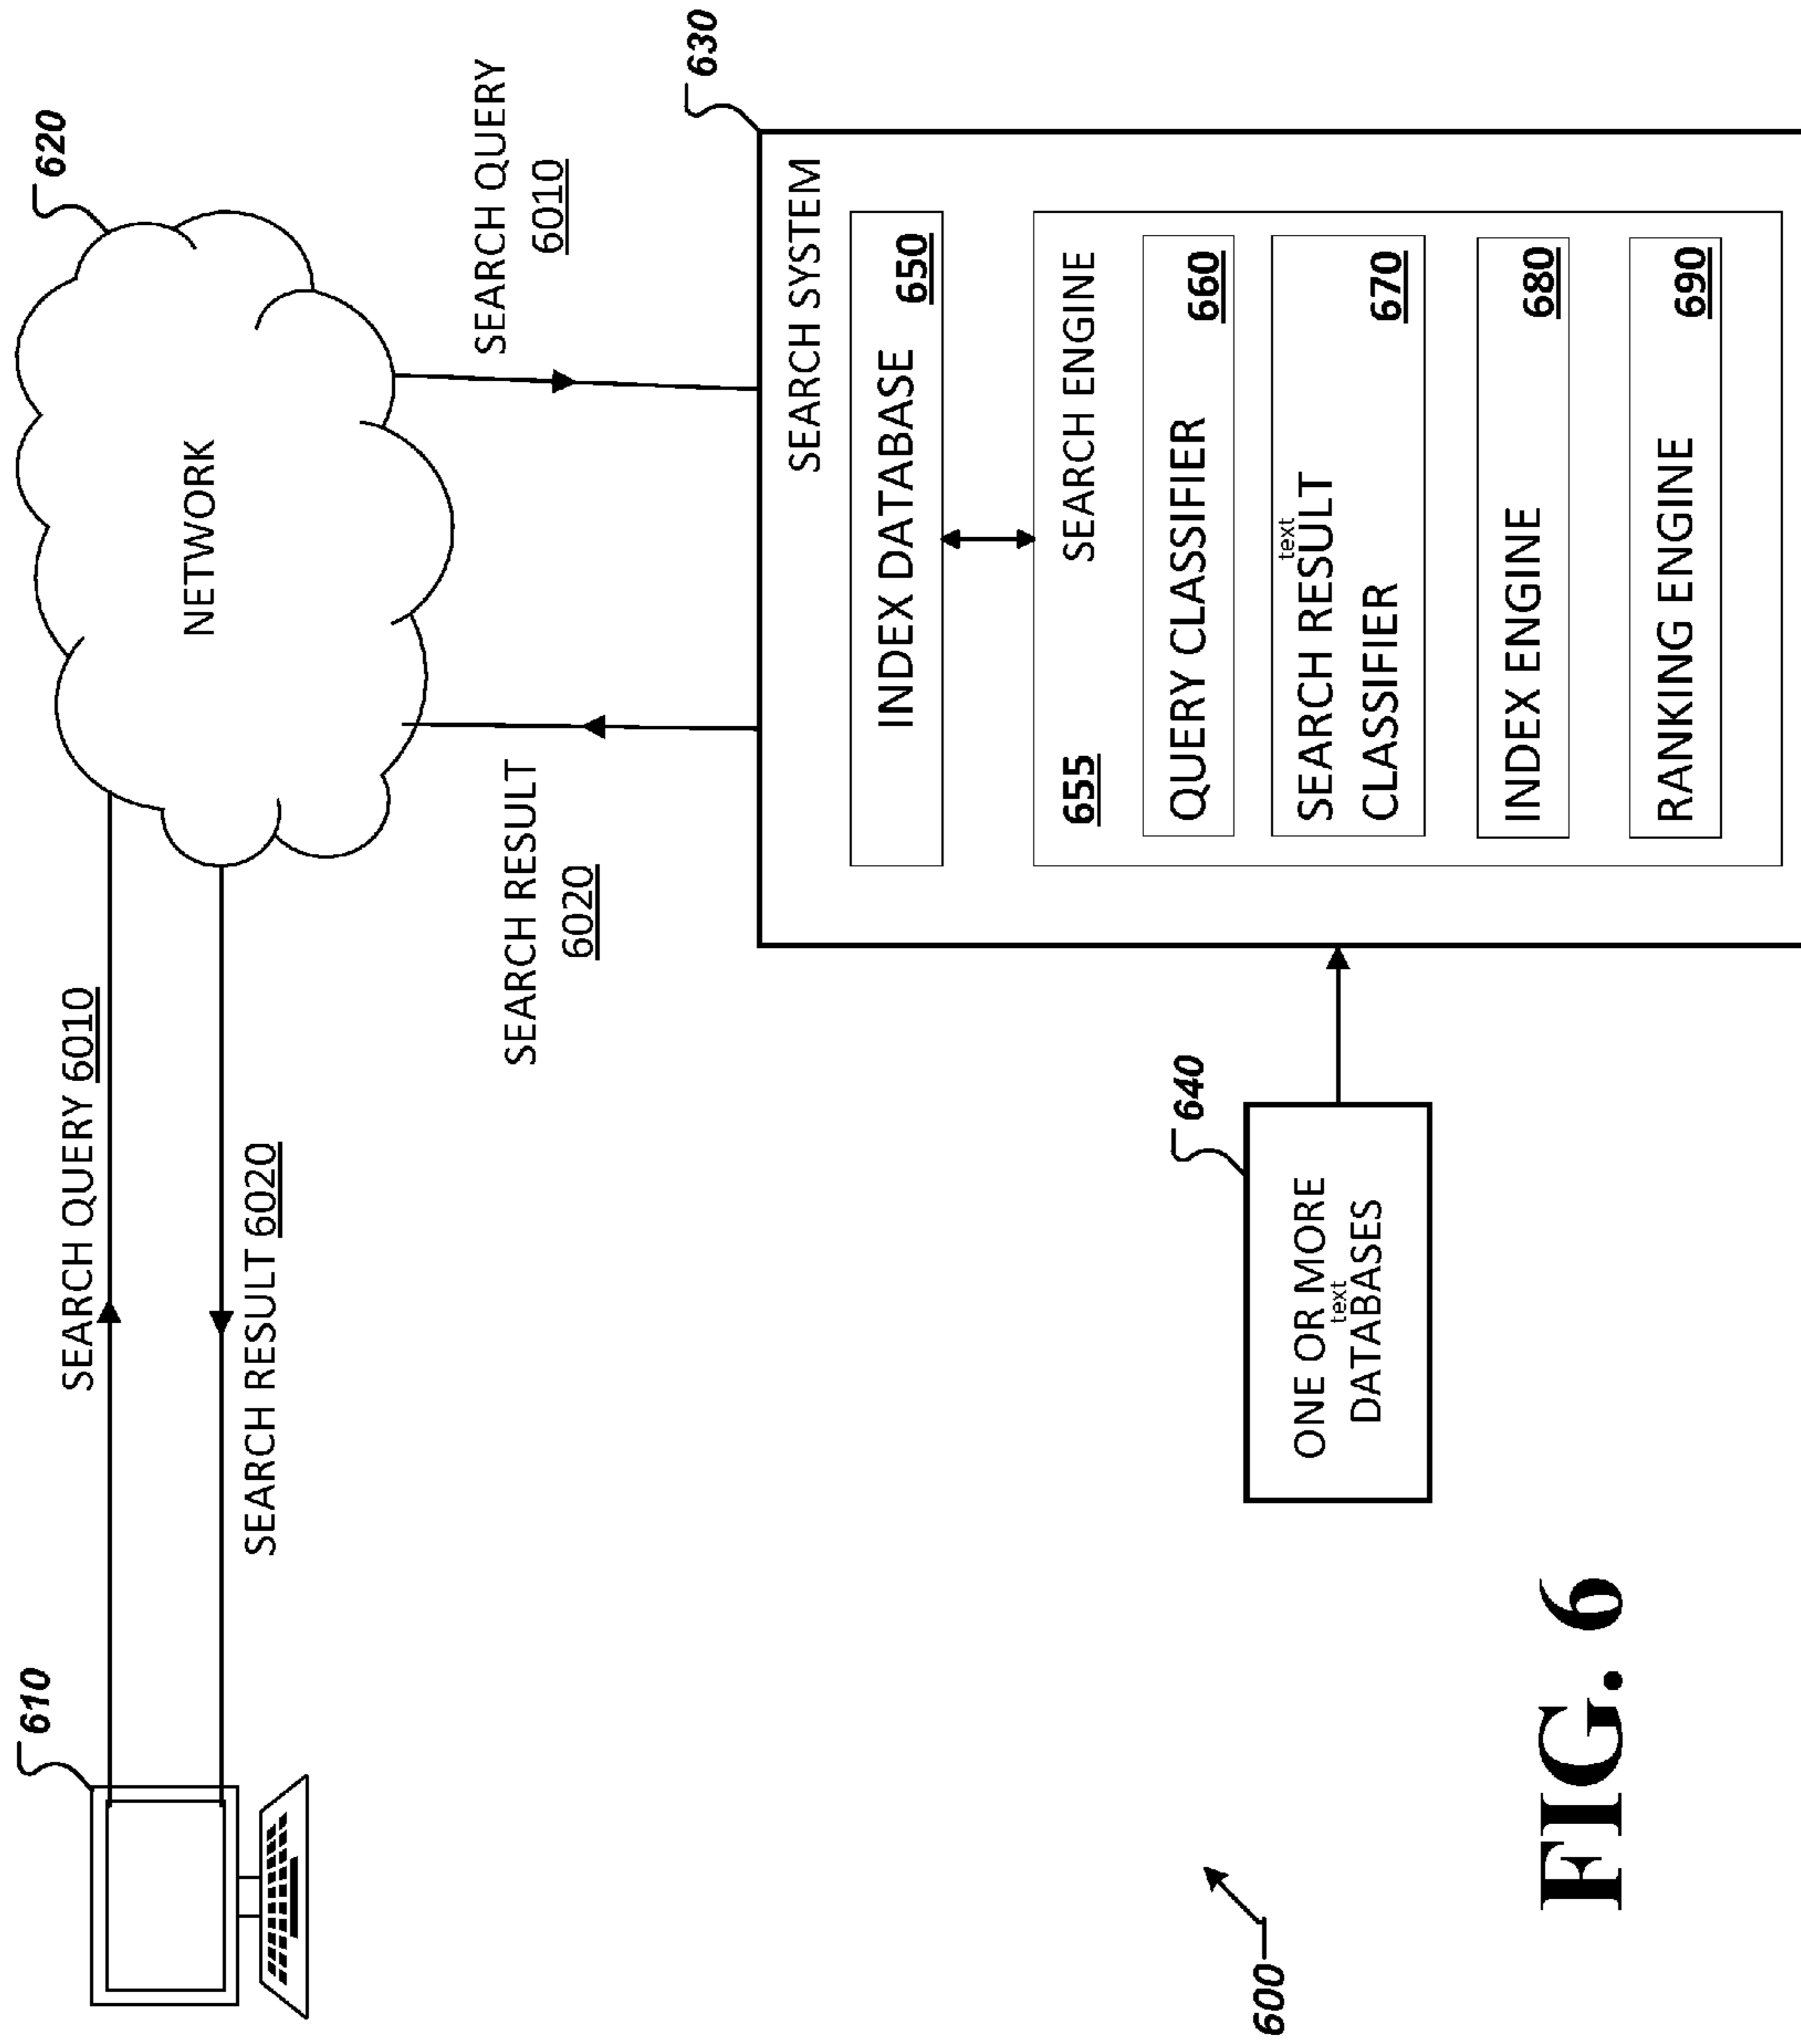 610
SEARCH QUERY 6010
SEARCH RESULT 6020
620
NETWORK
SEARCH RESULT
6020
SEARCH QUERY
6010
630
SEARCH SYSTEM
INDEX DATABASE 650
655 SEARCH ENGINE
QUERY CLASSIFIER 660
text
SEARCH RESULT
CLASSIFIER 670
INDEX ENGINE 680
RANKING ENGINE 690
640
ONE OR MORE
text
DATABASES
600
FIG. 6